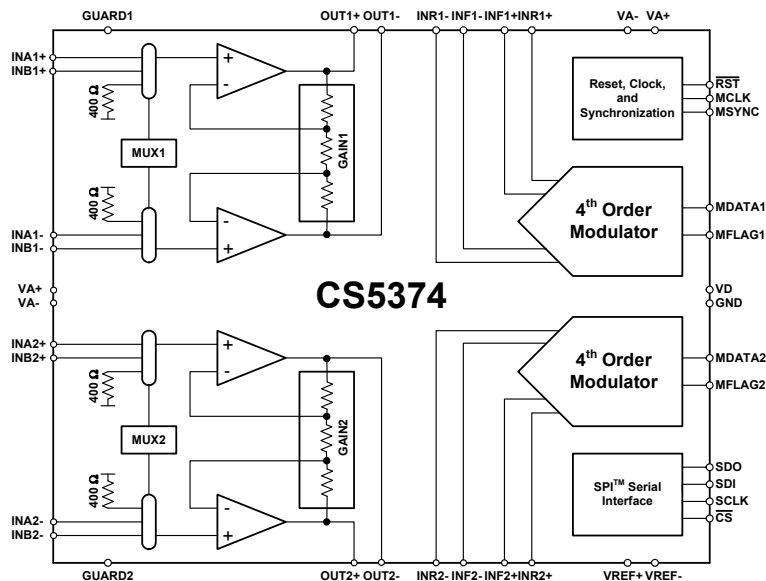 GUARD1 OUT1+ OUT1- INR1- INF1- INF1+ INR1+ VA- VA+
INA1+
INB1+
400 Ω
MUX1
400 Ω
INA1-
INB1-
+
-
-
+
GAIN1
Reset, Clock,
and
Synchronization
RST
MCLK
MSYNC
4th Order
Modulator
MDATA1
MFLAG1
VA+
VA-
CS5374
VD
GND
INA2+
INB2+
400 Ω
MUX2
400 Ω
INA2-
INB2-
+
-
-
+
GAIN2
4th Order
Modulator
MDATA2
MFLAG2
SPI™ Serial
Interface
SDO
SDI
SCLK
CS
GUARD2 OUT2+ OUT2- INR2- INF2- INF2+ INR2+ VREF+ VREF-